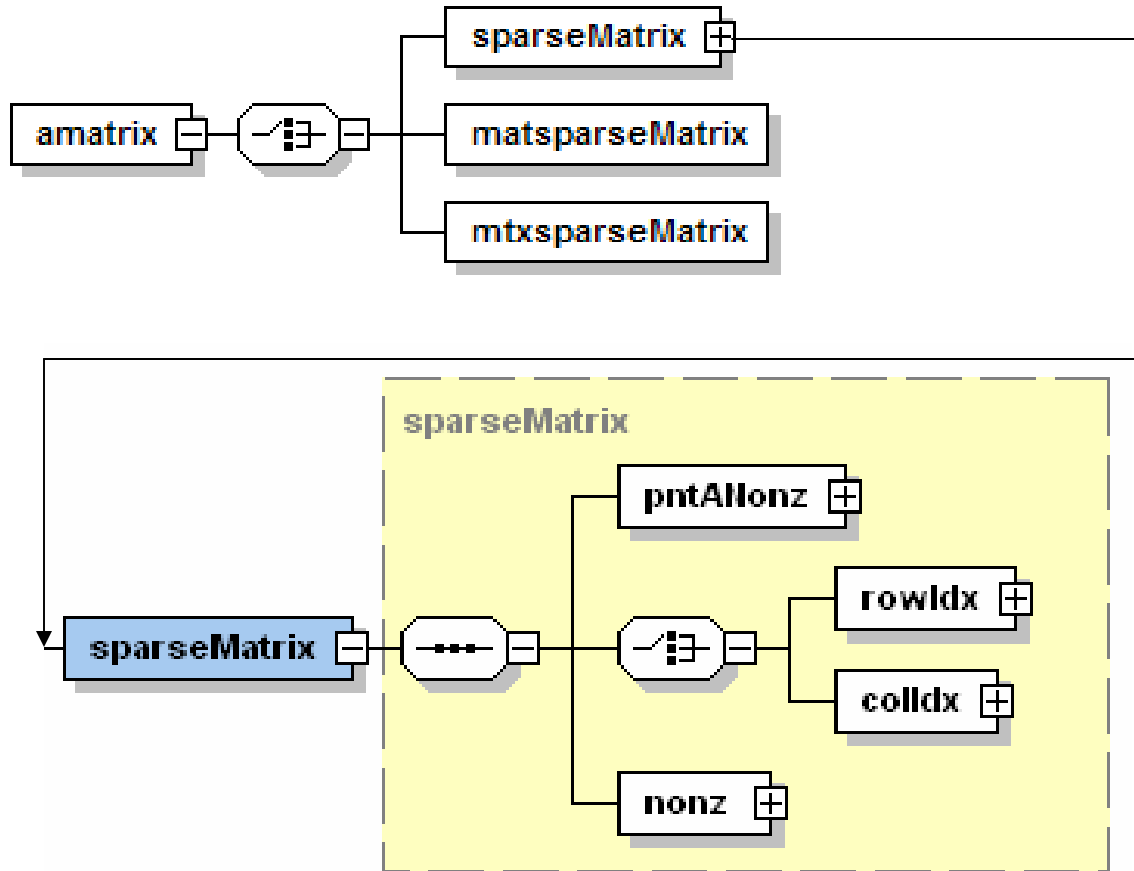 sparseMatrix
amatrix
matsparseMatrix
mtxsparseMatrix
sparseMatrix
pntANonz
rowIdx
sparseMatrix
colIdx
nonz